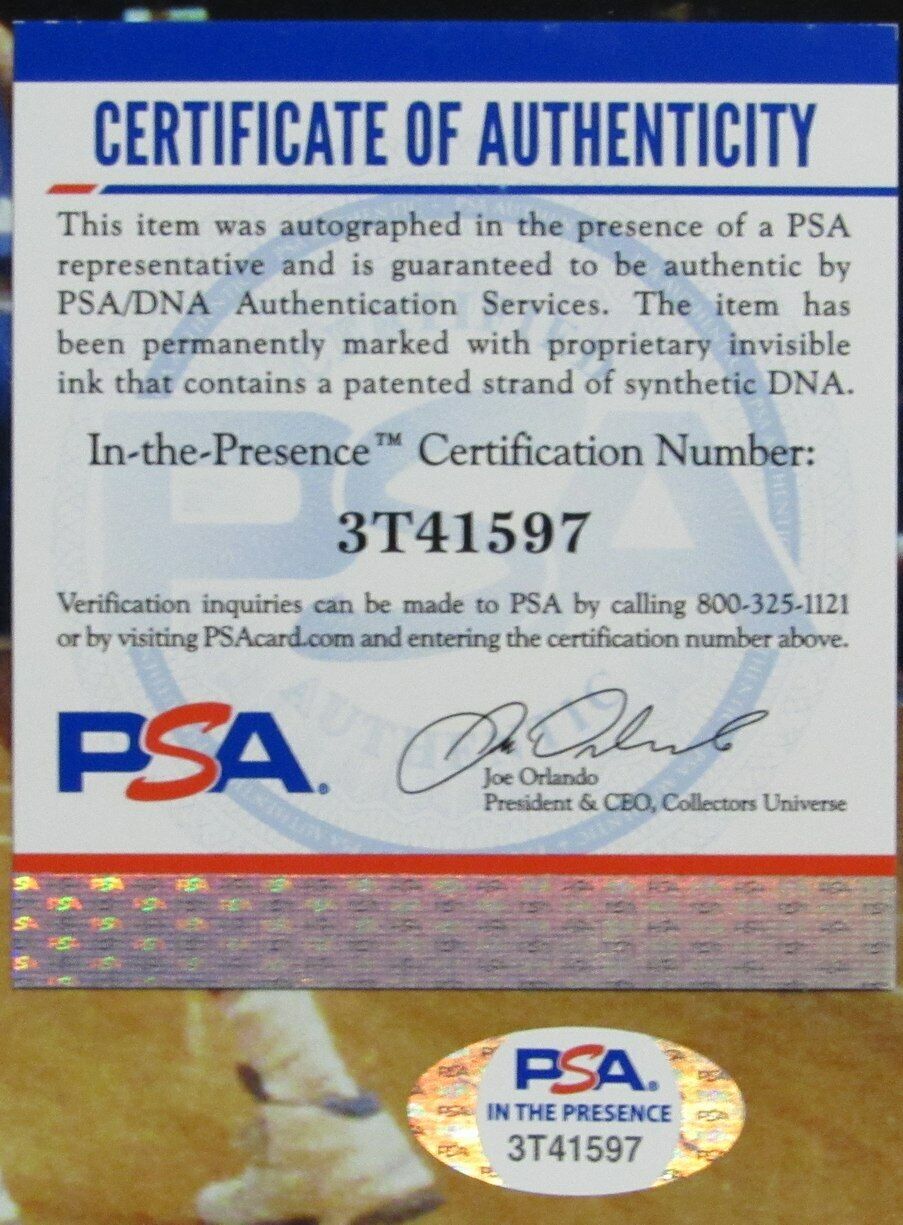 CERTIFICATE OF AUTHENTICITY
This item was autographed in the presence of a PSA
representative and is guaranteed to be authentic by
PSA/DNA Authentication Services. The item has
been permanently marked with proprietary invisible
ink that contains a patented strand of synthetic DNA.
In-the-Presence™ Certification Number:
3T41597
Verification inquiries can be made to PSA by calling 800-325-1121
or by visiting PSAcard.com and entering the certification number above.
PSA®
Joe Orlando
President & CEO, Collectors Universe
PSA®
IN THE PRESENCE
3T41597